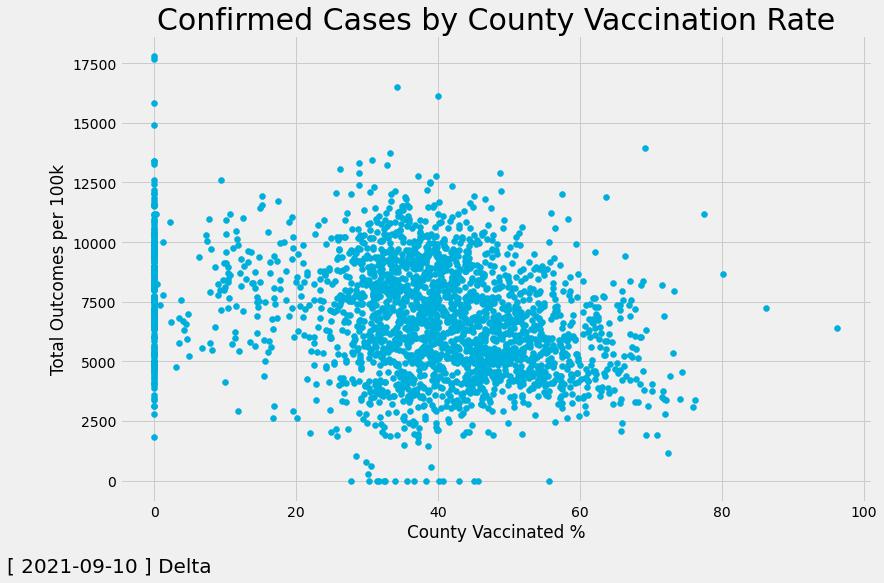 Confirmed Cases by County Vaccination Rate
Total Outcomes per 100k
17500
15000
12500
10000
7500
5000
2500
0
0 20 40 60 80 100
County Vaccinated %
[ 2021-09-10 ] Delta